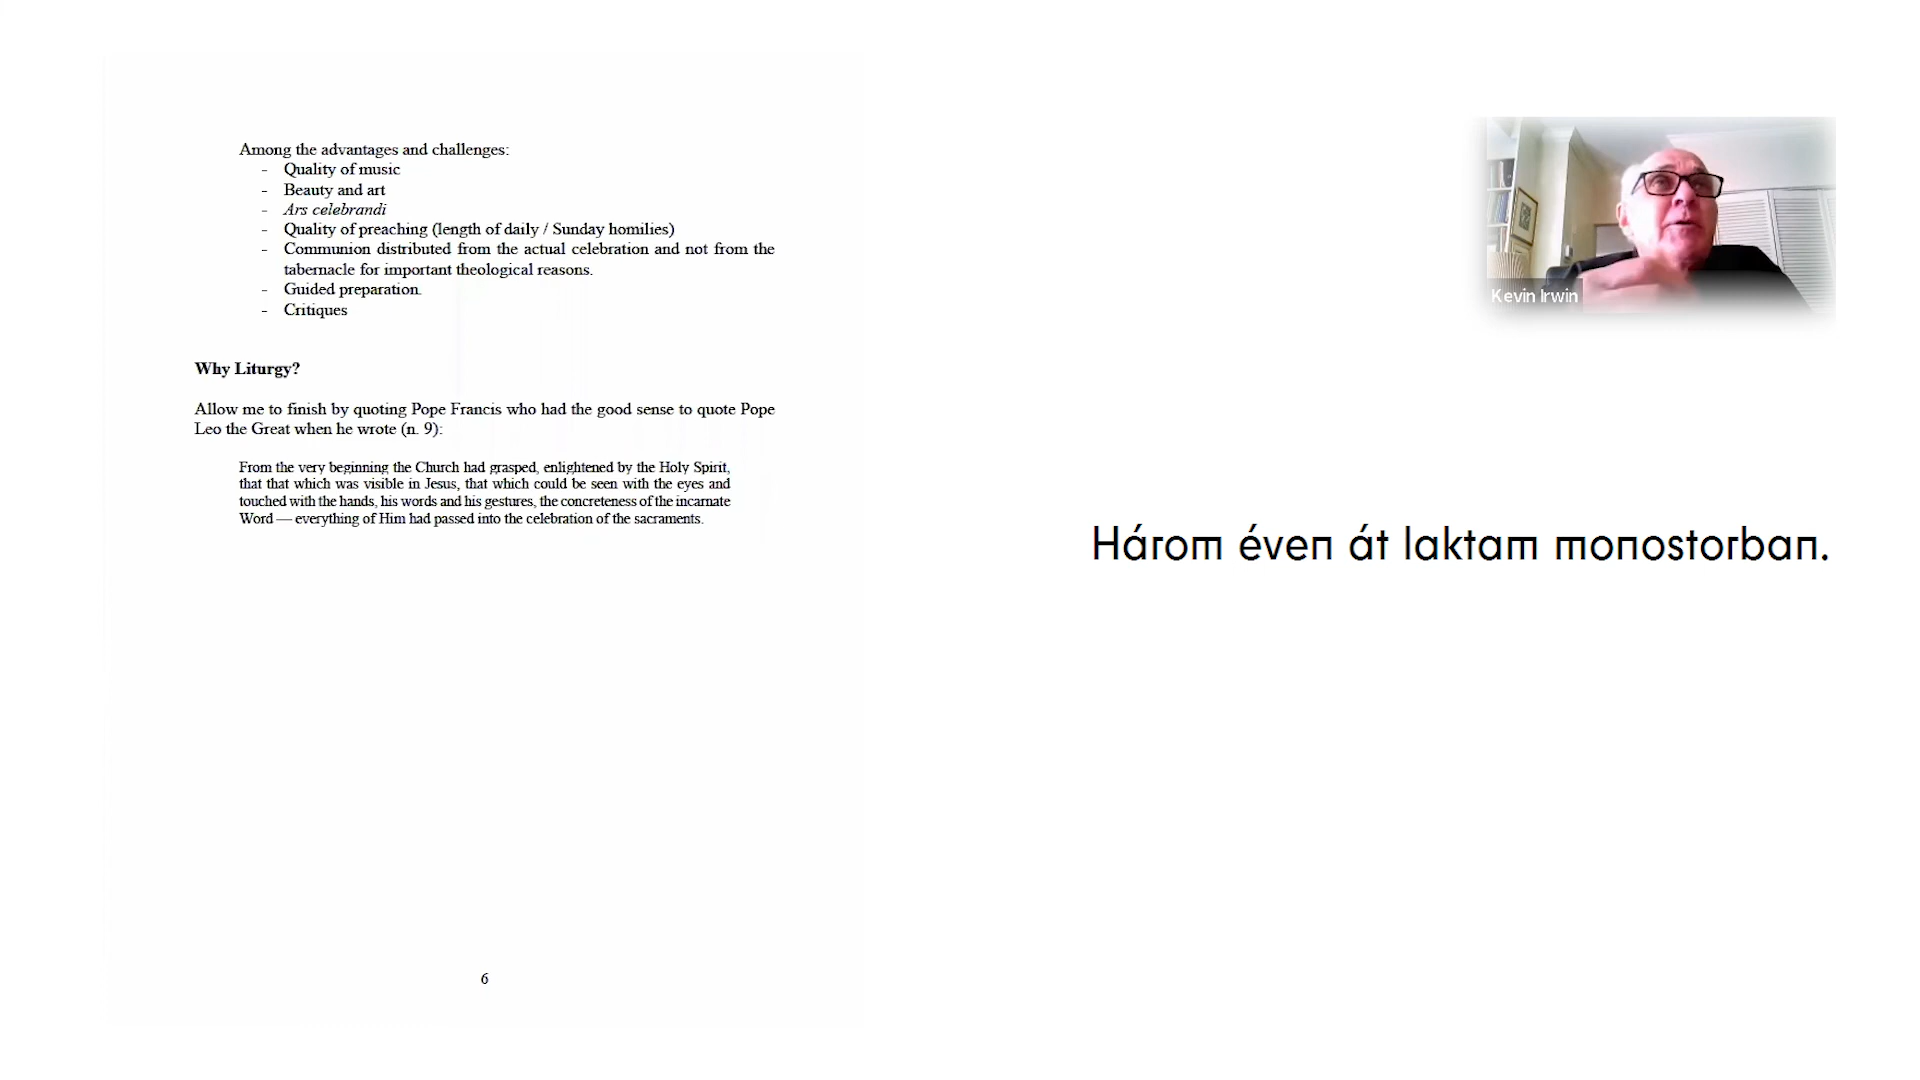 Among the advantages and challenges:
- Quality of music
- Beauty and art
- Ars celebrandi
- Quality of preaching (length of daily / Sunday homilies)
- Communion distributed from the actual celebration and not from the
tabernacle for important theological reasons.
- Guided preparation.
- Critiques
Why Liturgy?
Allow me to finish by quoting Pope Francis who had the good sense to quote Pope
Leo the Great when he wrote (n. 9):
From the very beginning the Church had grasped, enlightened by the Holy Spirit,
that that which was visible in Jesus, that which could be seen with the eyes and
touched with the hands, his words and his gestures, the concreteness of the incarnate
Word — everything of Him had passed into the celebration of the sacraments.
6
Kevin Irwin
Három éven át laktam monostorban.